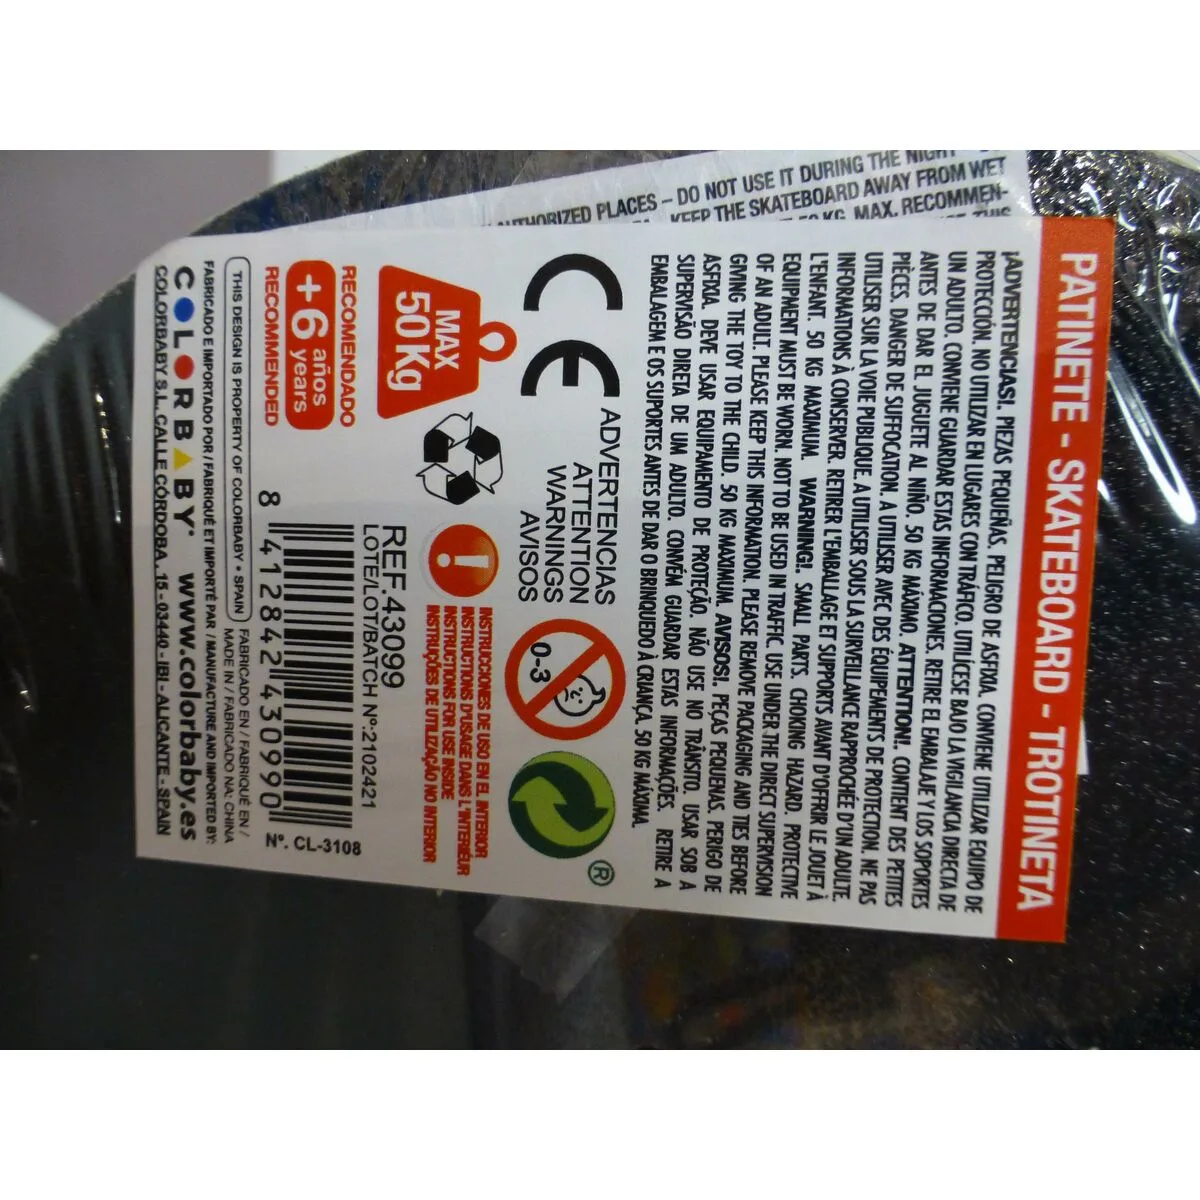 AUTHORIZED PLACES – DO NOT USE IT DURING THE NIGHT
KEEP THE SKATEBOARD AWAY FROM WET
50 KG. MAX. RECOMMEN-
PATINETE - SKATEBOARD - TROTINETA
¡ADVERTENCIAS!. PIEZAS PEQUEÑAS. PELIGRO DE ASFIXIA. CONVIENE UTILIZAR EQUIPO DE
PROTECCIÓN. NO UTILIZAR EN LUGARES CON TRÁFICO. UTILÍCESE BAJO LA VIGILANCIA DIRECTA DE
UN ADULTO. CONVIENE GUARDAR ESTAS INFORMACIONES. RETIRE EL EMBALAJE Y LOS SOPORTES
ANTES DE DAR EL JUGUETE AL NIÑO. 50 KG MÁXIMO. ATTENTION!. CONTIENT DES PETITES
PIÈCES. DANGER DE SUFFOCATION. A UTILISER AVEC DES ÉQUIPEMENTS DE PROTECTION. NE PAS
UTILISER SUR LA VOIE PUBLIQUE. A UTILISER SOUS LA SURVEILLANCE RAPPROCHÉE D'UN ADULTE.
INFORMATIONS À CONSERVER. RETIRER L'EMBALLAGE ET SUPPORTS AVANT D'OFFRIR LE JOUET À
L'ENFANT. 50 KG MAXIMUM. WARNING!. SMALL PARTS. CHOKING HAZARD. PROTECTIVE
EQUIPMENT MUST BE WORN. NOT TO BE USED IN TRAFFIC. USE UNDER THE DIRECT SUPERVISION
OF AN ADULT. PLEASE KEEP THIS INFORMATION. PLEASE REMOVE PACKAGING AND TIES BEFORE
GIVING THE TOY TO THE CHILD. 50 KG MAXIMUM. AVISOS!. PEÇAS PEQUENAS. PERIGO DE
ASFIXIA. DEVE USAR EQUIPAMENTO DE PROTEÇÃO. NÃO USE NO TRÂNSITO. USAR SOB A
SUPERVISÃO DIRETA DE UM ADULTO. CONVÉM GUARDAR ESTAS INFORMAÇÕES. RETIRE A
EMBALAGEM E OS SUPORTES ANTES DE DAR O BRINQUEDO À CRIANÇA. 50 KG MÁXIMA.
CE
ADVERTENCIAS
ATTENTION
WARNINGS
AVISOS
0-3
®
MAX
50 Kg
INSTRUCCIONES DE USO EN EL INTERIOR
INSTRUCTIONS D'USAGE DANS L'INTERIÉUR
INSTRUCTIONS FOR USE INSIDE
INSTRUÇÕES DE UTILIZAÇÃO NO INTERIOR
RECOMENDADO
+6 años
years
RECOMMENDED
REF.43099
LOTE/LOT/BATCH Nº:2102421
8 412842 430990
Nº. CL-3108
THIS DESIGN IS PROPERTY OF COLORBABY • SPAIN
FABRICADO EN / FABRIQUÉ EN /
MADE IN / FABRICADO NA: CHINA
FABRICADO E IMPORTADO POR / FABRIQUÉ ET IMPORTÉ PAR / MANUFACTURE AND IMPORTED BY:
COLORBABY® www.colorbaby.es
COLORBABY S.L. CALLE CÓRDOBA, 15 - 03440 - IBI - ALICANTE - SPAIN